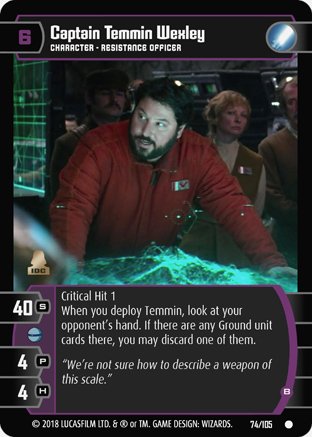 6
Captain Temmin Wexley
CHARACTER - RESISTANCE OFFICER
IDC
40 S
4 P
4 H
Critical Hit 1
When you deploy Temmin, look at your
opponent's hand. If there are any Ground unit
cards there, you may discard one of them.
"We're not sure how to describe a weapon of
this scale."
B
© 2018 LUCASFILM LTD. & ® or TM. GAME DESIGN: WIZARDS. 74/105